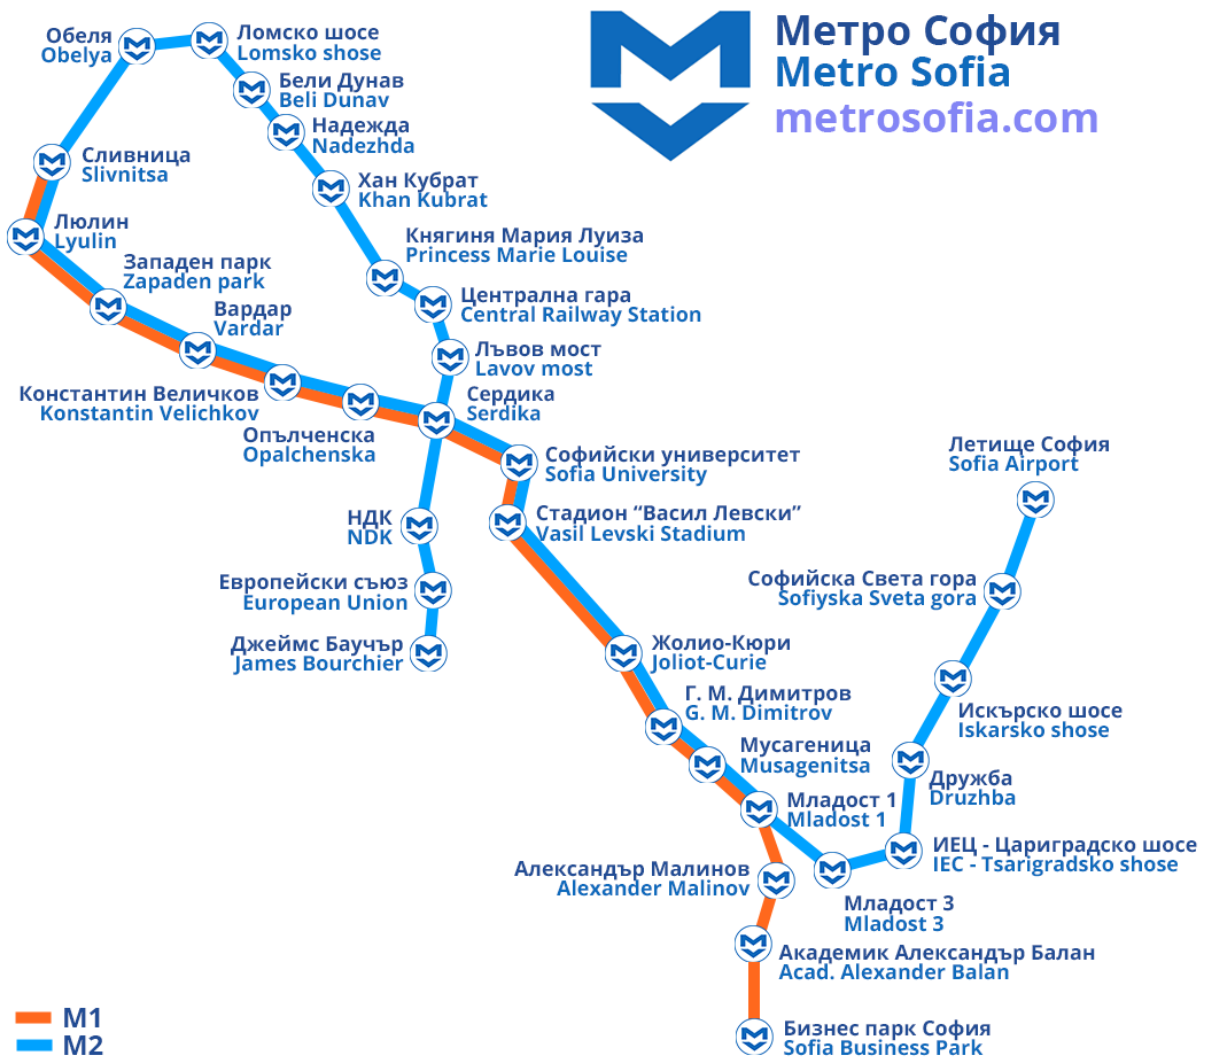 Метро София
Metro Sofia
metrosofia.com
Обеля
Obelya
Ломско шосе
Lomsko shose
Бели Дунав
Beli Dunav
Надежда
Nadezhda
Сливница
Slivnitsa
Хан Кубрат
Khan Kubrat
Люлин
Lyulin
Княгиня Мария Луиза
Princess Marie Louise
Западен парк
Zapaden park
Централна гара
Central Railway Station
Вардар
Vardar
Лъвов мост
Lavov most
Константин Величков
Konstantin Velichkov
Сердика
Serdika
Опълченска
Opalchenska
Софийски университет
Sofia University
Летище София
Sofia Airport
НДК
NDK
Стадион “Васил Левски”
Vasil Levski Stadium
Европейски съюз
European Union
Софийска Света гора
Sofiyska Sveta gora
Джеймс Баучър
James Bourchier
Жолио-Кюри
Joliot-Curie
Г. М. Димитров
G. M. Dimitrov
Искърско шосе
Iskarsko shose
Мусагеница
Musagenitsa
Дружба
Druzhba
Младост 1
Mladost 1
ИЕЦ - Цариградско шосе
IEC - Tsarigradsko shose
Александър Малинов
Alexander Malinov
Младост 3
Mladost 3
Академик Александър Балан
Acad. Alexander Balan
Бизнес парк София
Sofia Business Park
M1
M2